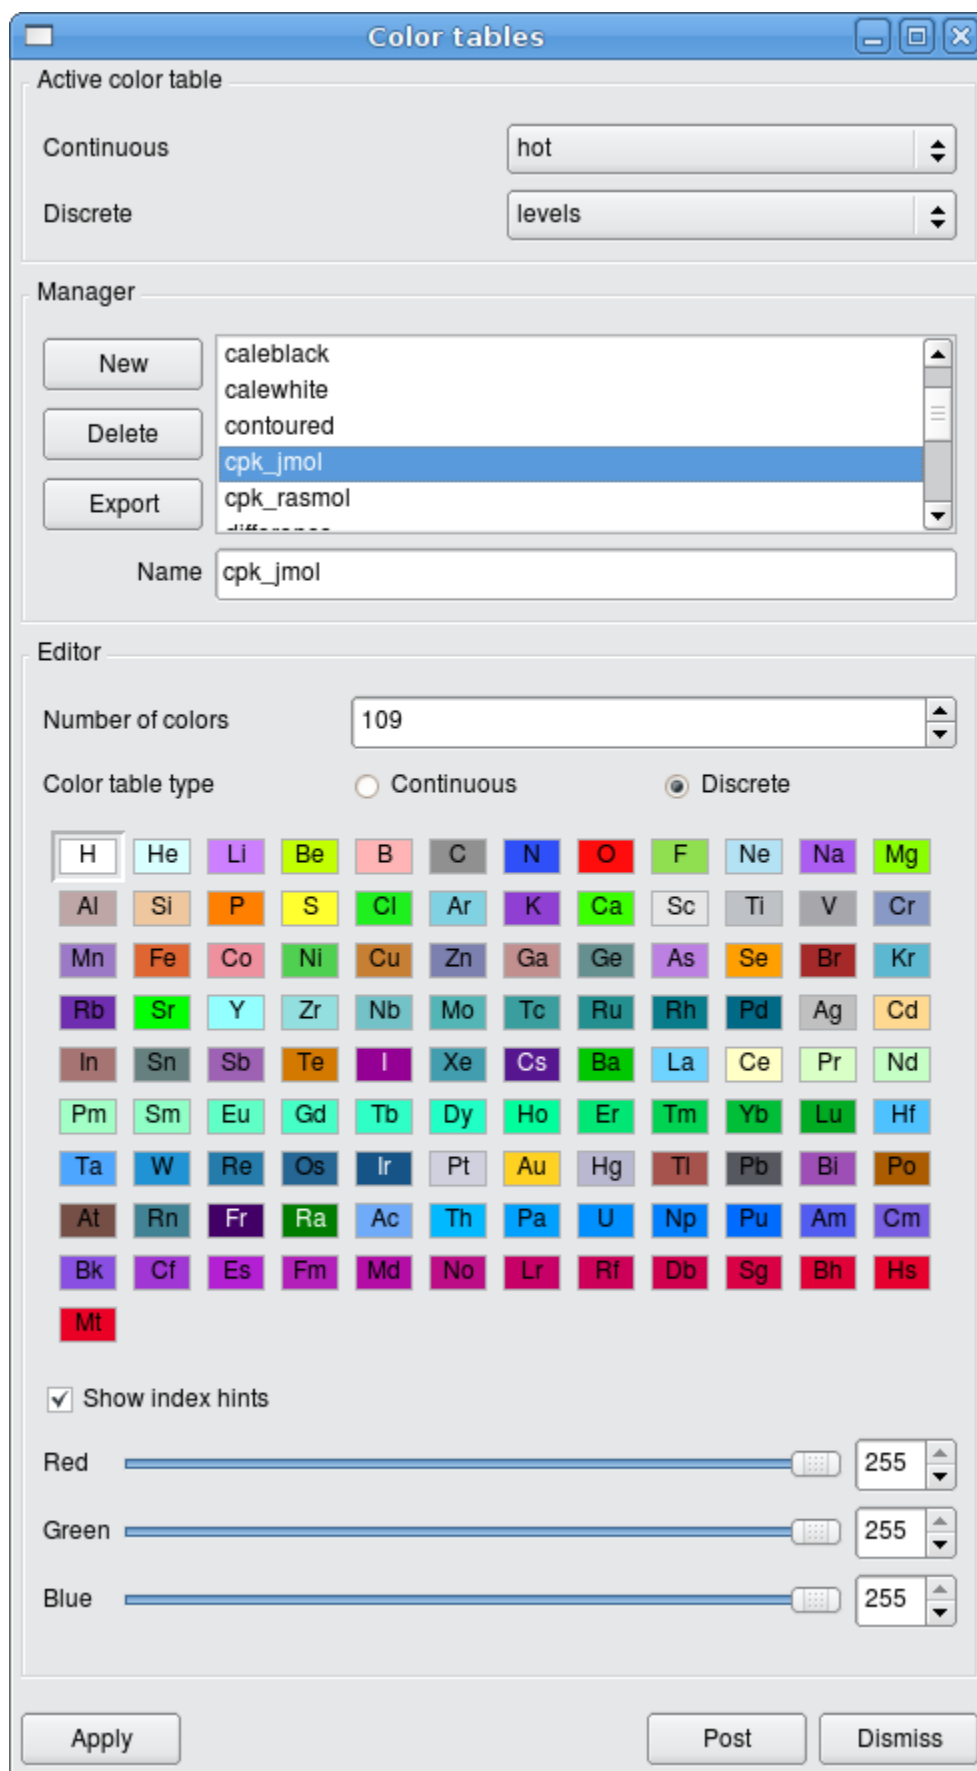 Color tables
Active color table
Continuous hot
Discrete levels
Manager
New
Delete
Export
caleblack
calewhite
contoured
cpk_jmol
cpk_rasmol
difference
Name cpk_jmol
Editor
Number of colors 109
Color table type Continuous Discrete
H He Li Be B C N O F Ne Na Mg
Al Si P S Cl Ar K Ca Sc Ti V Cr
Mn Fe Co Ni Cu Zn Ga Ge As Se Br Kr
Rb Sr Y Zr Nb Mo Tc Ru Rh Pd Ag Cd
In Sn Sb Te I Xe Cs Ba La Ce Pr Nd
Pm Sm Eu Gd Tb Dy Ho Er Tm Yb Lu Hf
Ta W Re Os Ir Pt Au Hg Tl Pb Bi Po
At Rn Fr Ra Ac Th Pa U Np Pu Am Cm
Bk Cf Es Fm Md No Lr Rf Db Sg Bh Hs
Mt
Show index hints
Red 255
Green 255
Blue 255
Apply Post Dismiss